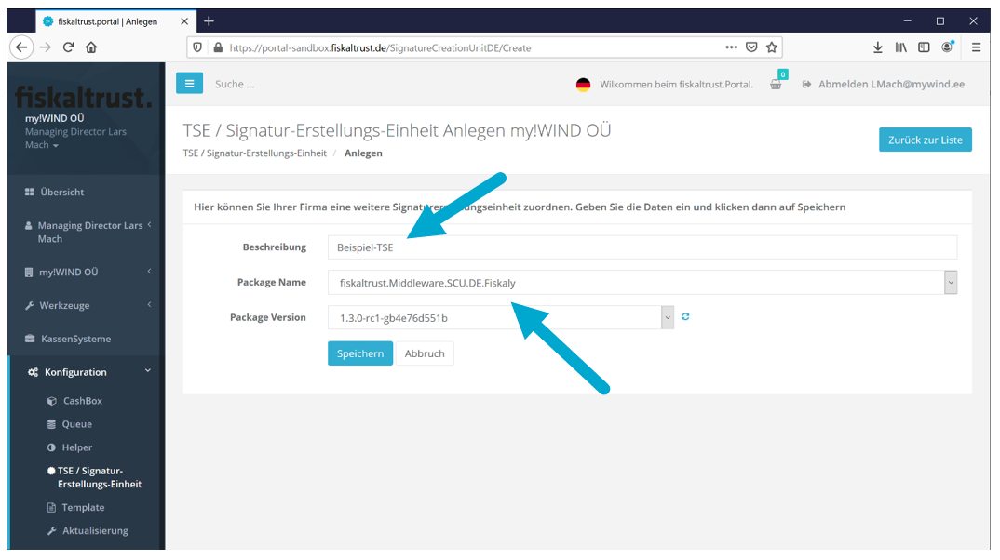 fiskaltrust.portal | Anlegen
https://portal-sandbox.fiskaltrust.de/SignatureCreationUnitDE/Create
fiskaltrust.
my!WIND OÜ
Managing Director Lars
Mach
Suche ...
Wilkommen beim fiskaltrust.Portal.
0
Abmelden LMach@mywind.ee
TSE / Signatur-Erstellungs-Einheit Anlegen my!WIND OÜ
TSE / Signatur-Erstellungs-Einheit / Anlegen
Zurück zur Liste
Übersicht
Managing Director Lars
Mach
my!WIND OÜ
Werkzeuge
KassenSysteme
Konfiguration
CashBox
Queue
Helper
TSE / Signatur-
Erstellungs-Einheit
Template
Aktualisierung
Hier können Sie Ihrer Firma eine weitere Signaturerstellungseinheit zuordnen. Geben Sie die Daten ein und klicken dann auf Speichern
Beschreibung
Beispiel-TSE
Package Name
fiskaltrust.Middleware.SCU.DE.Fiskaly
Package Version
1.3.0-rc1-gb4e76d551b
Speichern
Abbruch